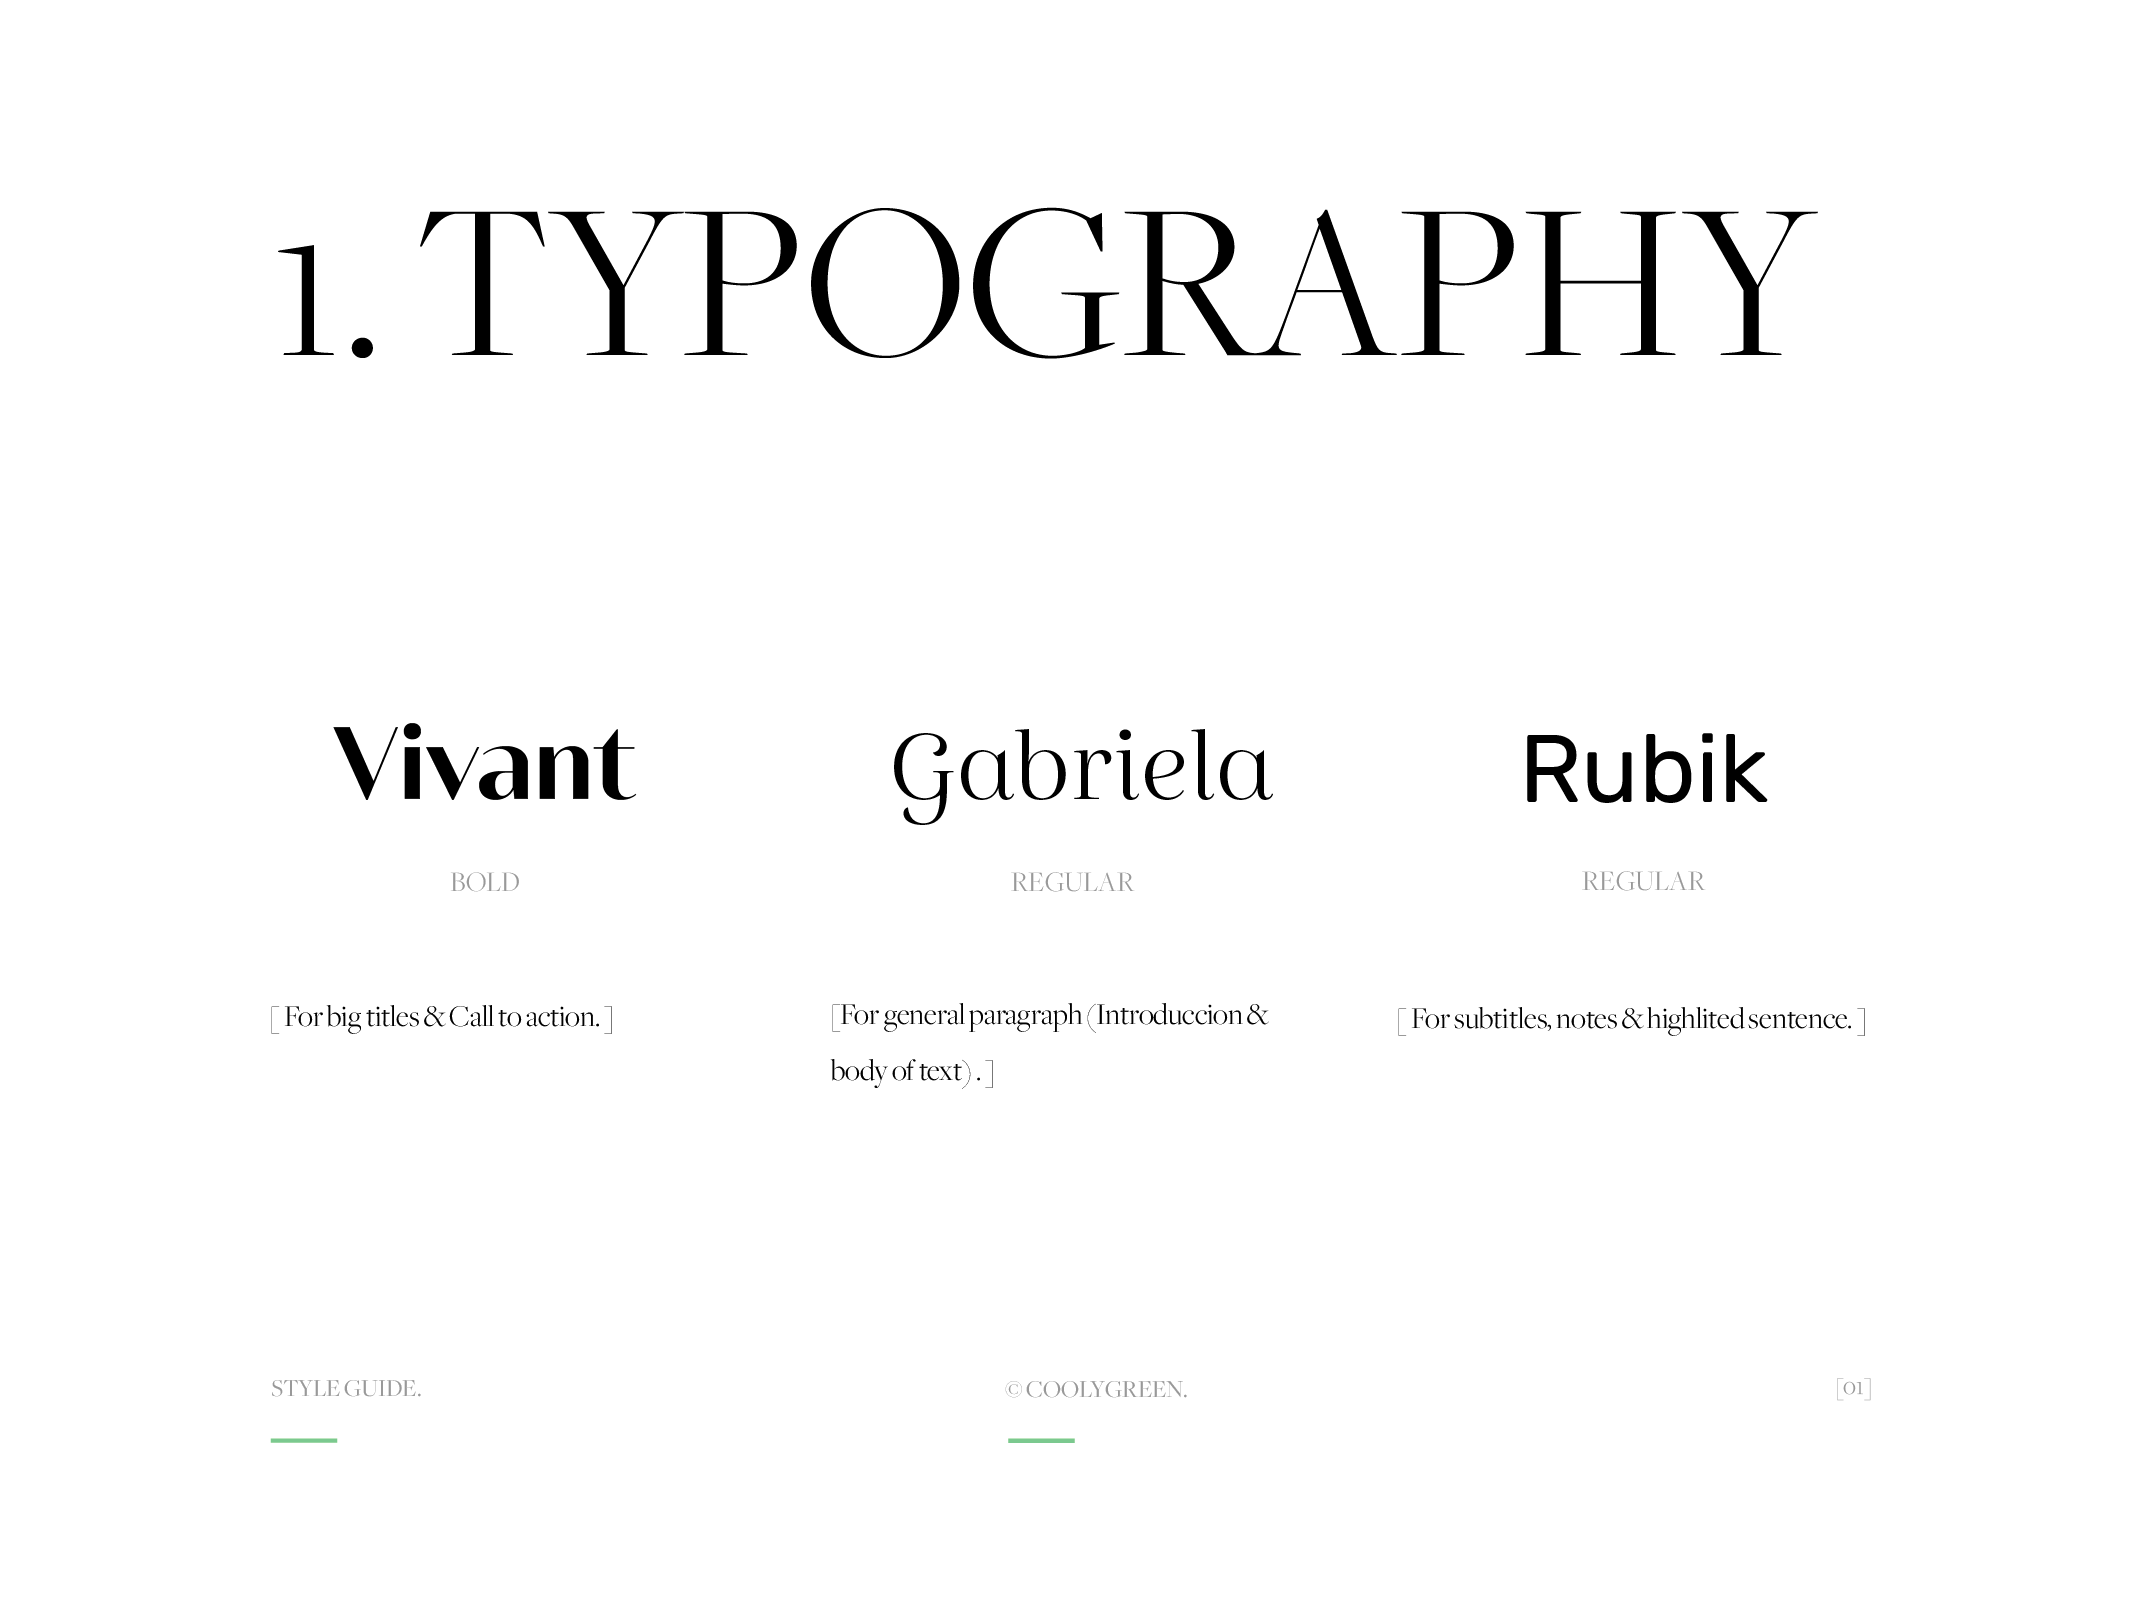 1. TYPOGRAPHY
Vivant
Gabriela
Rubik
BOLD
REGULAR
REGULAR
[ For big titles & Call to action. ]
[For general paragraph (Introduccion &
body of text) . ]
[ For subtitles, notes & highlited sentence. ]
STYLE GUIDE.
© COOLYGREEN.
[01]